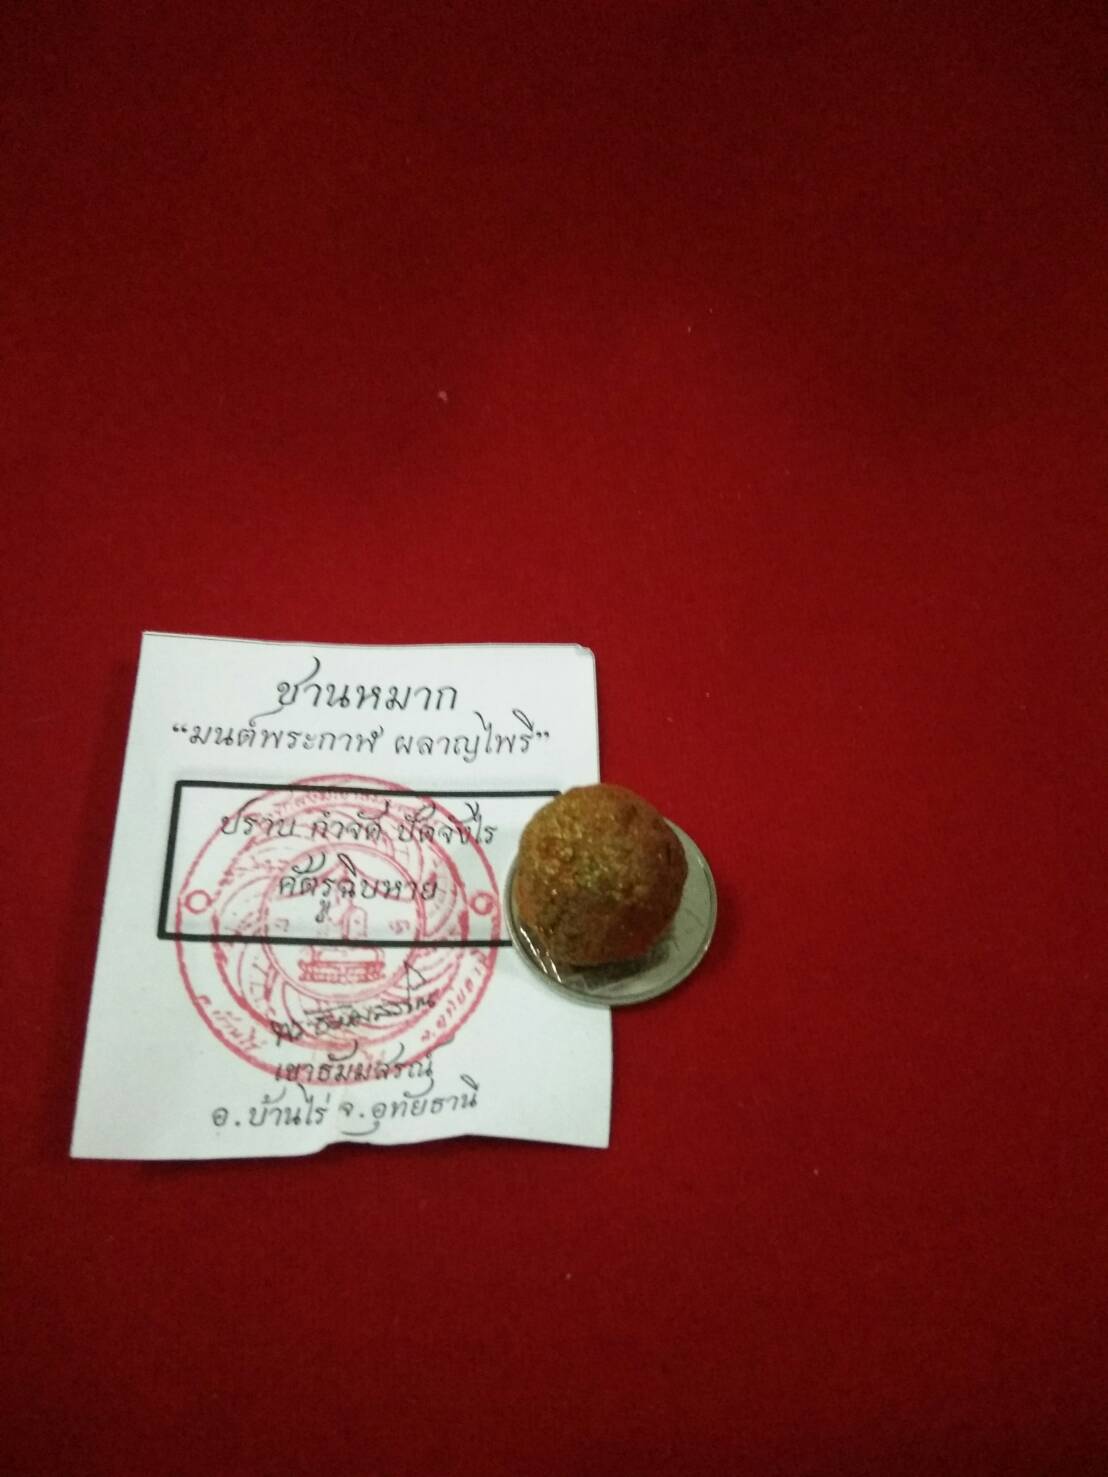 ชานหมาก
“มนต์พระกาฬ ผลาญไพรี”
ปราบ กำจัด ปัดจังไร
ศัตรูฉิบหาย
เขาธัมม์สรณ์
อ.บ้านไร่ จ.อุทัยธานี